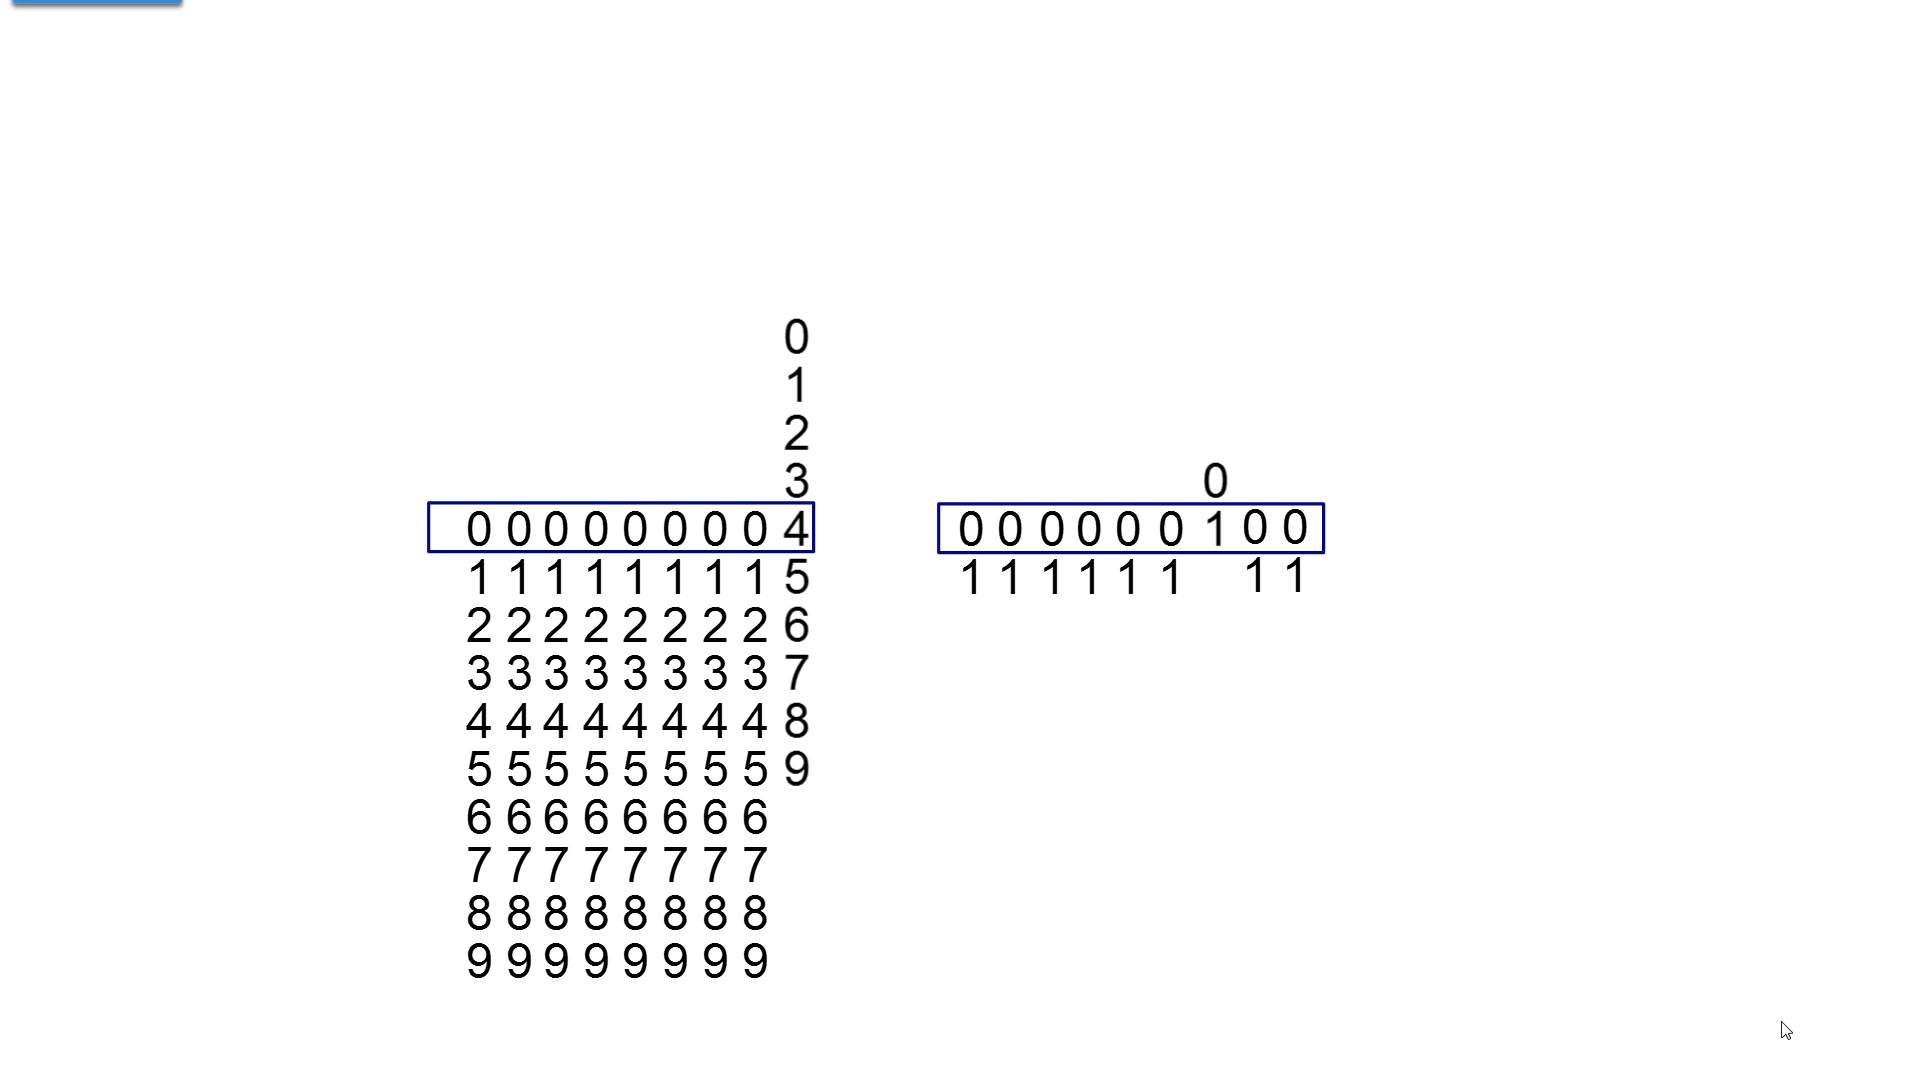 0
1
2
3 0
0 0 0 0 0 0 0 0 4 0 0 0 0 0 0 1 0 0
1 1 1 1 1 1 1 1 5 1 1 1 1 1 1 1 1
2 2 2 2 2 2 2 2 6
3 3 3 3 3 3 3 3 7
4 4 4 4 4 4 4 4 8
5 5 5 5 5 5 5 5 9
6 6 6 6 6 6 6 6
7 7 7 7 7 7 7 7
8 8 8 8 8 8 8 8
9 9 9 9 9 9 9 9